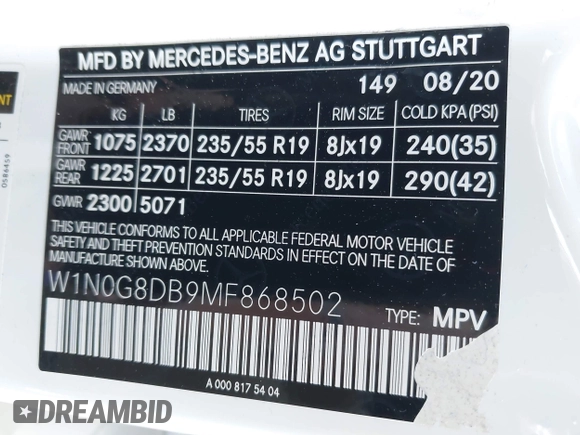 MFD BY MERCEDES-BENZ AG STUTTGART
MADE IN GERMANY 149 08/20
KG LB TIRES RIM SIZE COLD KPA(PSI)
GAWR FRONT 1075 2370 235/55 R19 8Jx19 240(35)
GAWR REAR 1225 2701 235/55 R19 8Jx19 290(42)
GVWR 2300 5071
THIS VEHICLE CONFORMS TO ALL APPLICABLE FEDERAL MOTOR VEHICLE
SAFETY AND THEFT PREVENTION STANDARDS IN EFFECT ON THE DATE OF
MANUFACTURE SHOWN ABOVE.
W1N0G8DB9MF868502
TYPE: MPV
A 000 817 54 04
0586459
DREAMBID